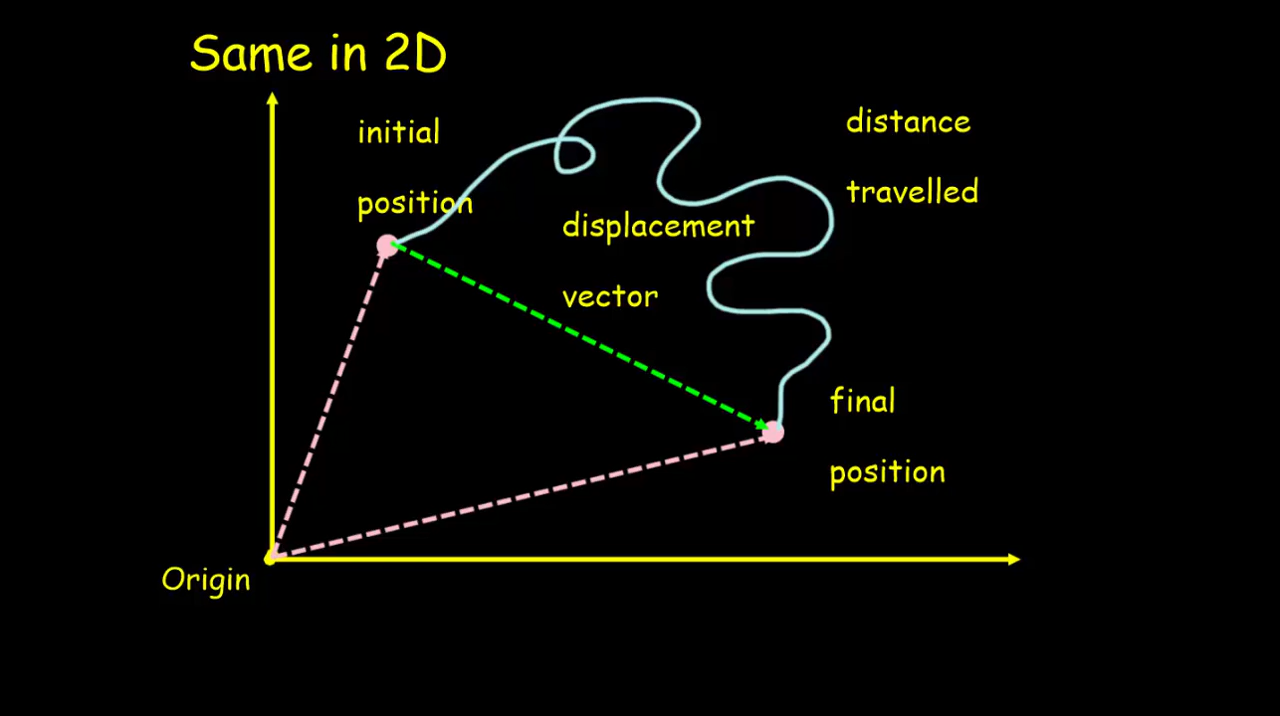 Same in 2D
initial
position
distance
travelled
displacement
vector
final
position
Origin